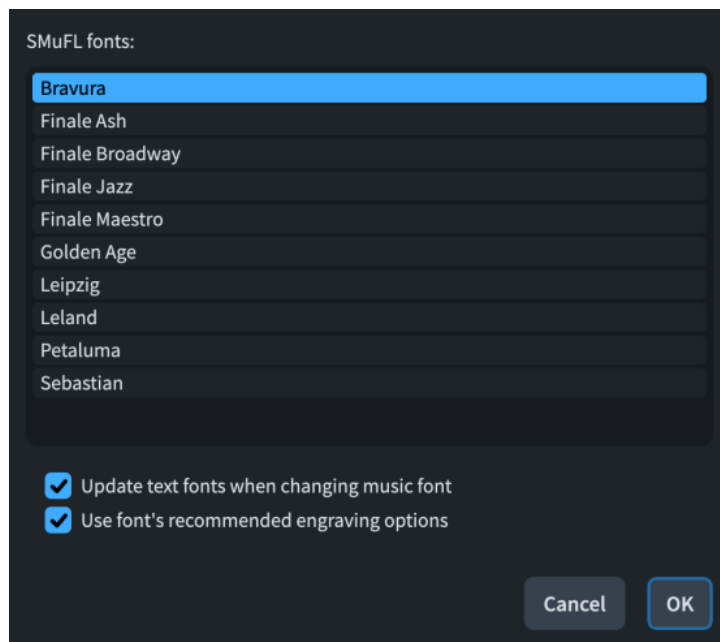 SMuFL fonts:
Bravura
Finale Ash
Finale Broadway
Finale Jazz
Finale Maestro
Golden Age
Leipzig
Leland
Petaluma
Sebastian
Update text fonts when changing music font
Use font's recommended engraving options
Cancel OK